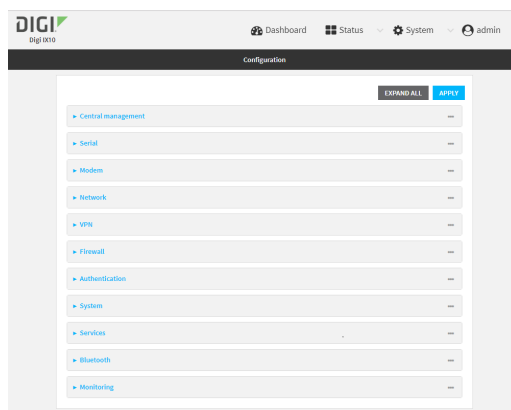 DIGI
Digi IX10
Dashboard Status System admin
Configuration
EXPAND ALL APPLY
Central management
Serial
Modem
Network
VPN
Firewall
Authentication
System
Services
Bluetooth
Monitoring